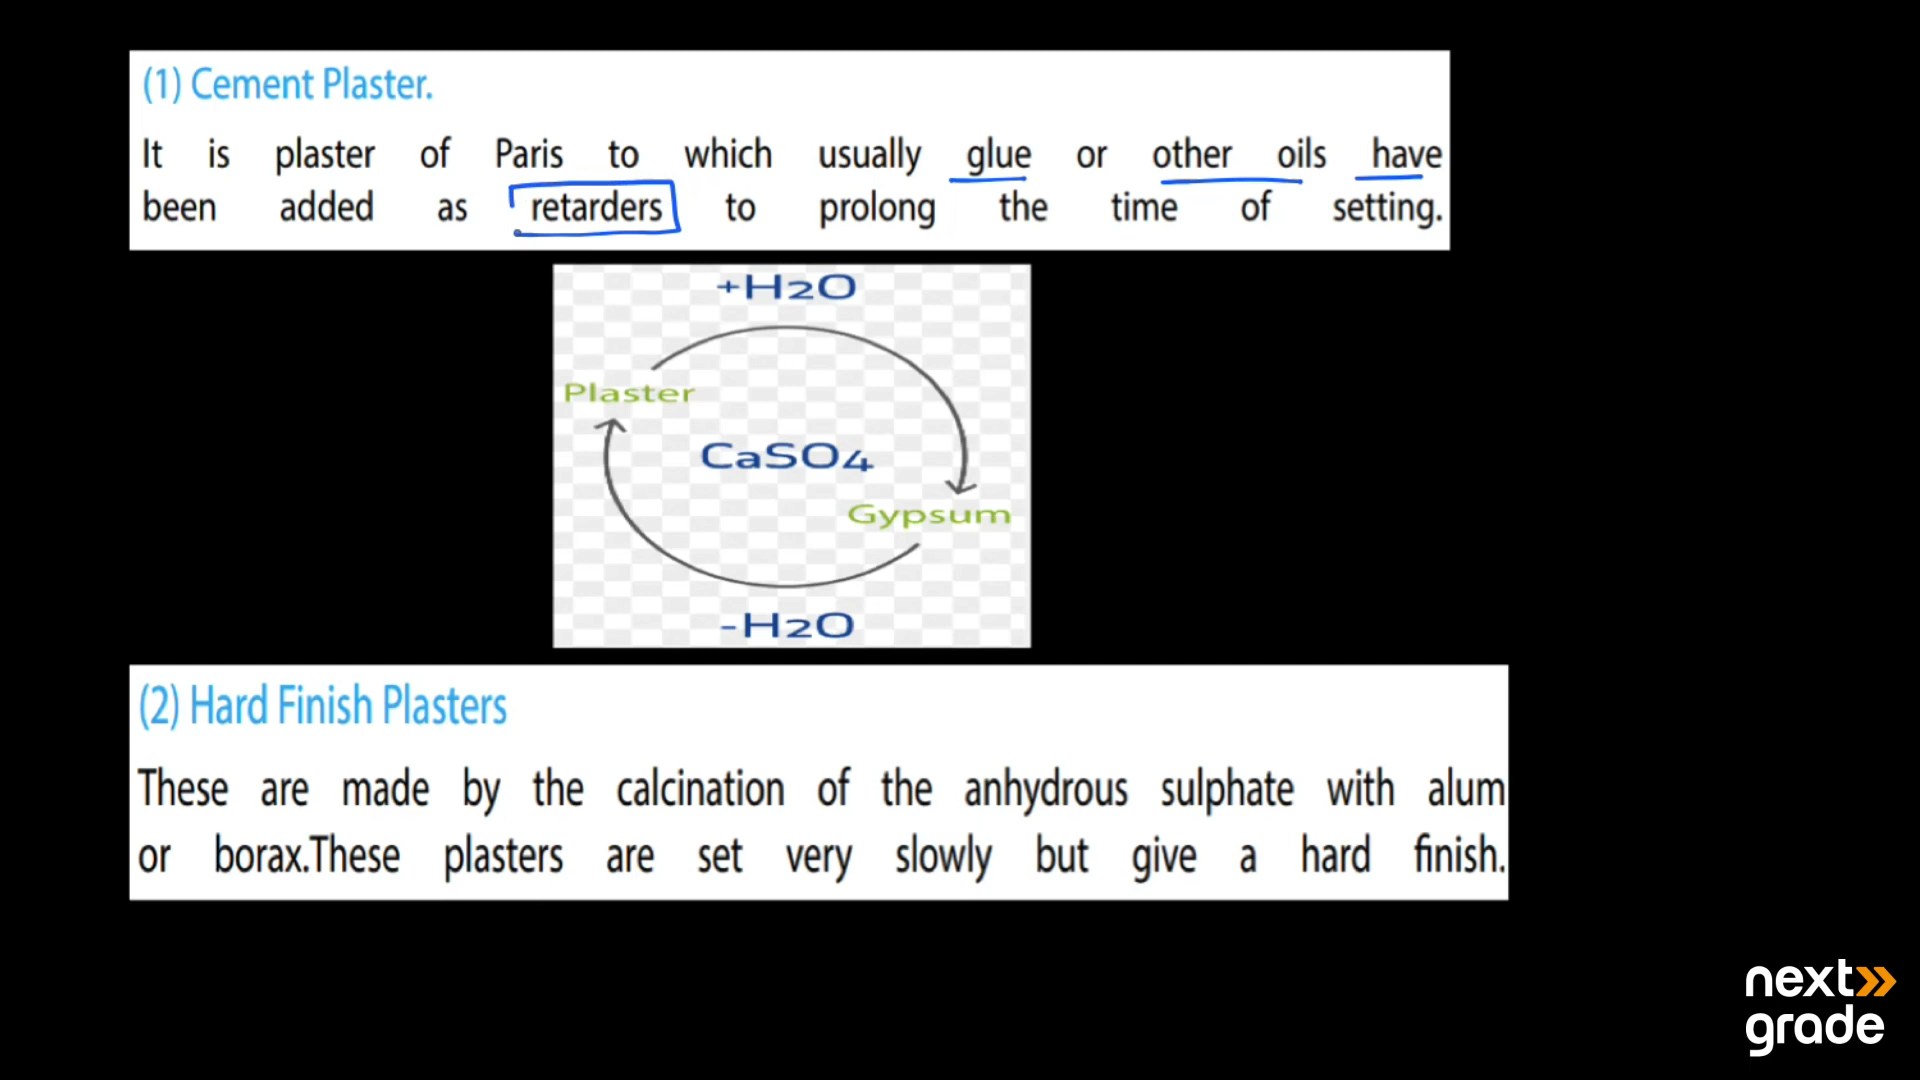 (1) Cement Plaster.
It is plaster of Paris to which usually glue or other oils have
been added as retarders to prolong the time of setting.
+H2O
Plaster
CaSO4
Gypsum
-H2O
(2) Hard Finish Plasters
These are made by the calcination of the anhydrous sulphate with alum
or borax.These plasters are set very slowly but give a hard finish.
next
grade